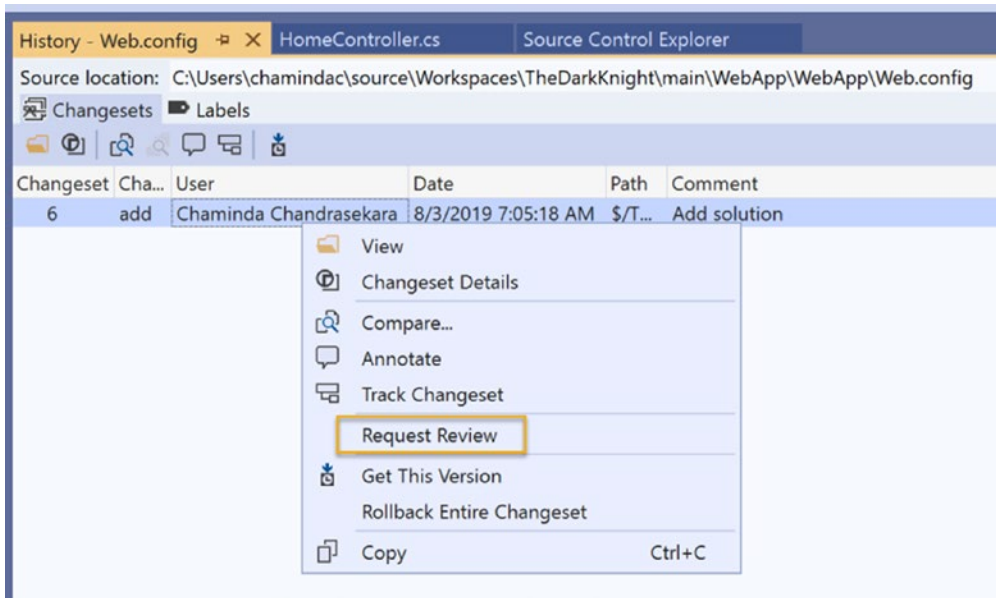 History - Web.config HomeController.cs Source Control Explorer
Source location: C:\Users\chamindac\source\Workspaces\TheDarkKnight\main\WebApp\WebApp\Web.config
Changesets Labels
Changeset Cha... User Date Path Comment
6 add Chaminda Chandrasekara 8/3/2019 7:05:18 AM $/T... Add solution
View
Changeset Details
Compare...
Annotate
Track Changeset
Request Review
Get This Version
Rollback Entire Changeset
Copy Ctrl+C